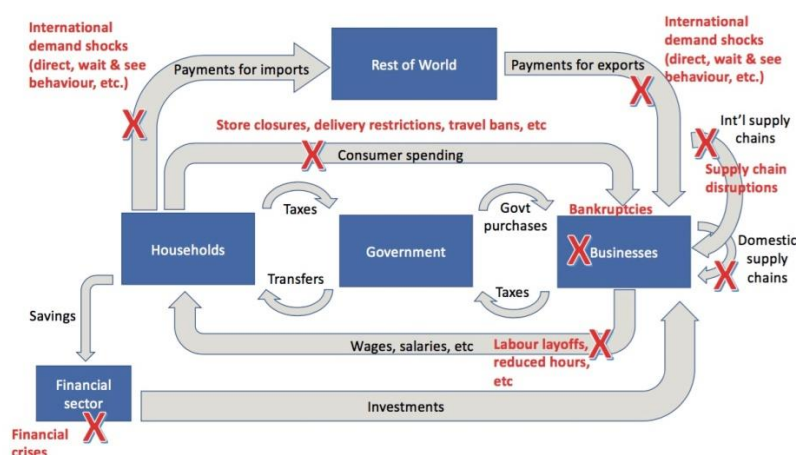 International
demand shocks
(direct, wait & see
behaviour, etc.)
Payments for imports
Rest of World
Payments for exports
International
demand shocks
(direct, wait & see
behaviour, etc.)
Store closures, delivery restrictions, travel bans, etc
Consumer spending
Int'l supply
chains
Supply chain
disruptions
Taxes
Govt
purchases
Bankruptcies
Households
Government
Businesses
Domestic
supply
chains
Transfers
Taxes
Savings
Wages, salaries, etc
Labour layoffs,
reduced hours,
etc
Financial
sector
Investments
Financial
crises
X
X
X
X
X
X
X
X